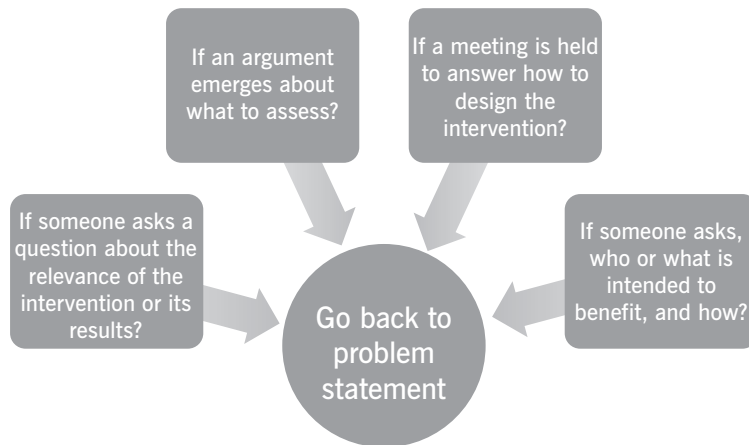 If an argument
emerges about
what to assess?
If a meeting is held
to answer how to
design the
intervention?
If someone asks a
question about the
relevance of the
intervention or its
results?
If someone asks,
who or what is
intended to
benefit, and how?
Go back to
problem
statement